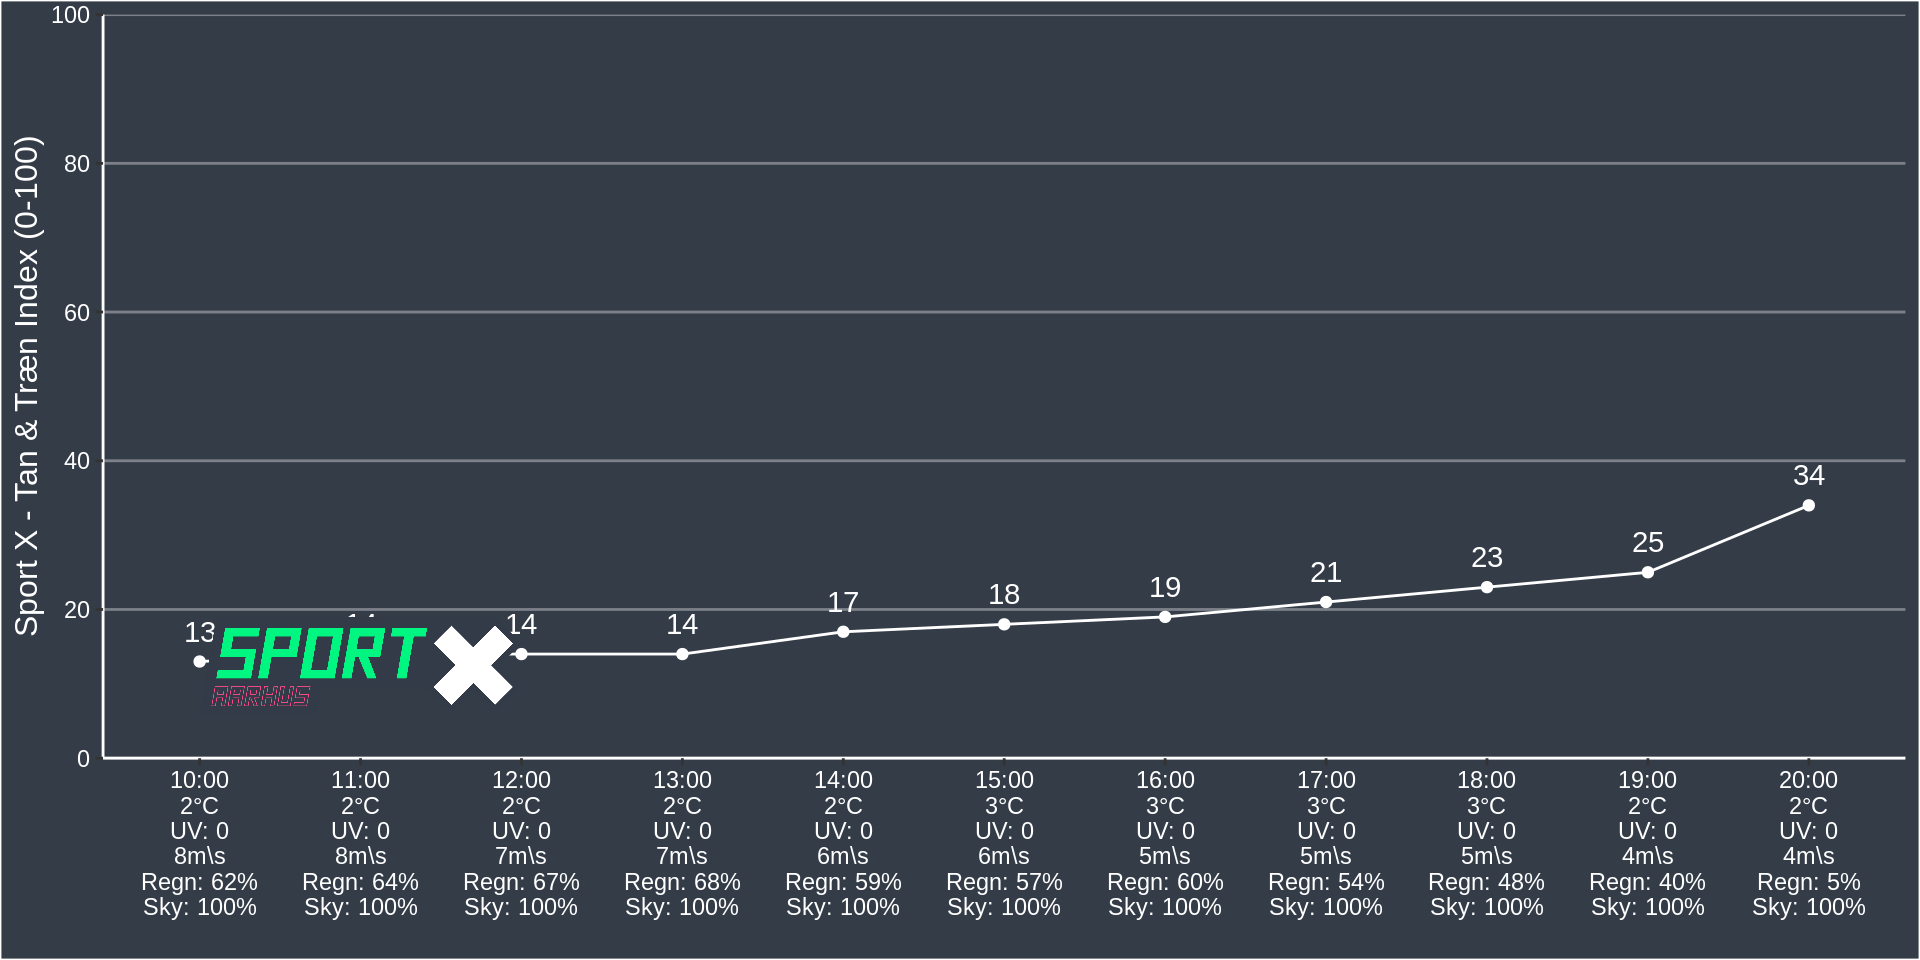 Sport X - Tan & Træn Index (0-100)
100
80
60
40
20
0
13
14
14
17
18
19
21
23
25
34
SPORT X
AARHUS
10:00 11:00 12:00 13:00 14:00 15:00 16:00 17:00 18:00 19:00 20:00
2°C 2°C 2°C 2°C 2°C 3°C 3°C 3°C 3°C 2°C 2°C
UV: 0 UV: 0 UV: 0 UV: 0 UV: 0 UV: 0 UV: 0 UV: 0 UV: 0 UV: 0 UV: 0
8m\s 8m\s 7m\s 7m\s 6m\s 6m\s 5m\s 5m\s 5m\s 4m\s 4m\s
Regn: 62% Regn: 64% Regn: 67% Regn: 68% Regn: 59% Regn: 57% Regn: 60% Regn: 54% Regn: 48% Regn: 40% Regn: 5%
Sky: 100% Sky: 100% Sky: 100% Sky: 100% Sky: 100% Sky: 100% Sky: 100% Sky: 100% Sky: 100% Sky: 100% Sky: 100%